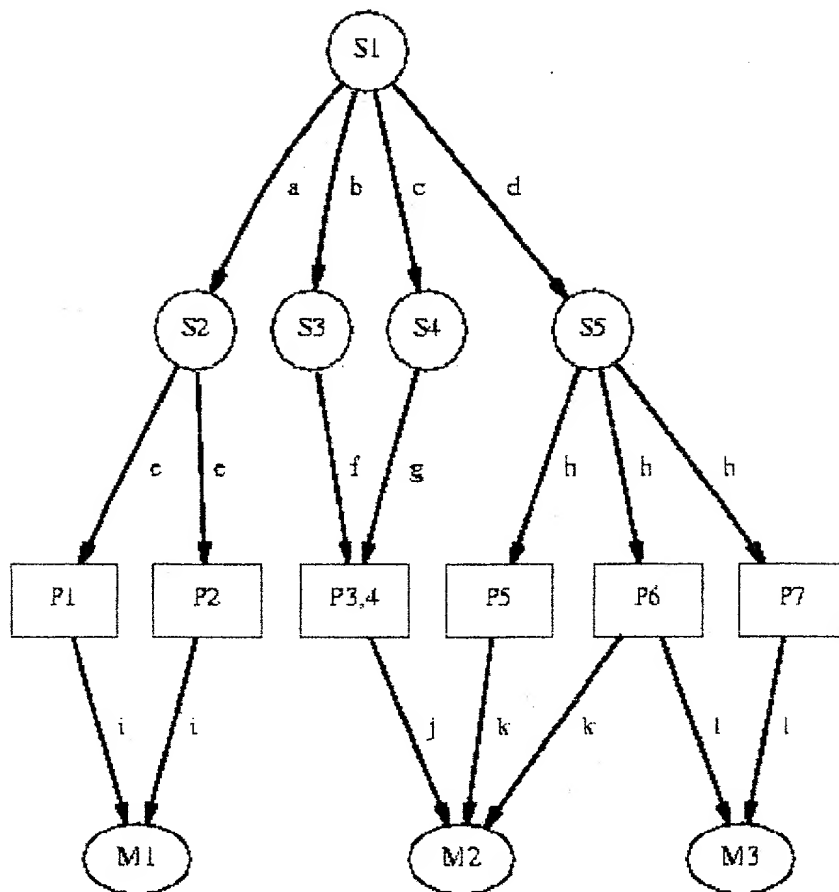 S1
a b c d
S2 S3 S4 S5
e e f g h h h
P1 P2 P3,4 P5 P6 P7
i i j k k l l
M1 M2 M3